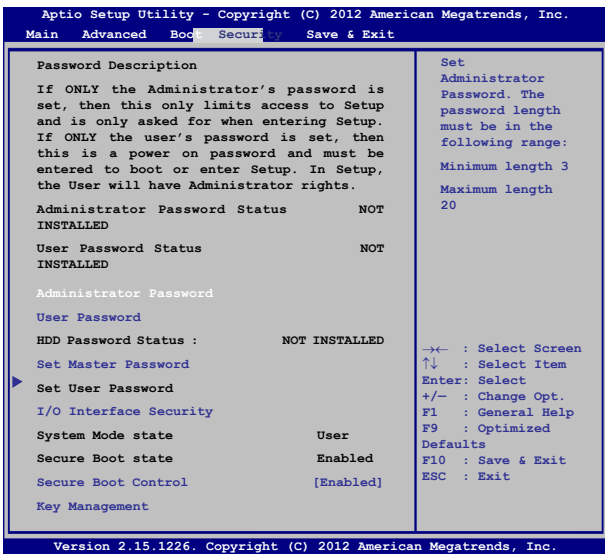 Aptio Setup Utility - Copyright (C) 2012 American Megatrends, Inc.
Main Advanced Boot Security Save & Exit
Password Description
If ONLY the Administrator's password is
set, then this only limits access to Setup
and is only asked for when entering Setup.
If ONLY the user's password is set, then
this is a power on password and must be
entered to boot or enter Setup. In Setup,
the User will have Administrator rights.
Administrator Password Status NOT
INSTALLED
User Password Status NOT
INSTALLED
Administrator Password
User Password
HDD Password Status : NOT INSTALLED
Set Master Password
Set User Password
I/O Interface Security
System Mode state User
Secure Boot state Enabled
Secure Boot Control [Enabled]
Key Management
Set
Administrator
Password. The
password length
must be in the
following range:
Minimum length 3
Maximum length
20
→← : Select Screen
↑↓ : Select Item
Enter: Select
+/— : Change Opt.
F1 : General Help
F9 : Optimized
Defaults
F10 : Save & Exit
ESC : Exit
Version 2.15.1226. Copyright (C) 2012 American Megatrends, Inc.